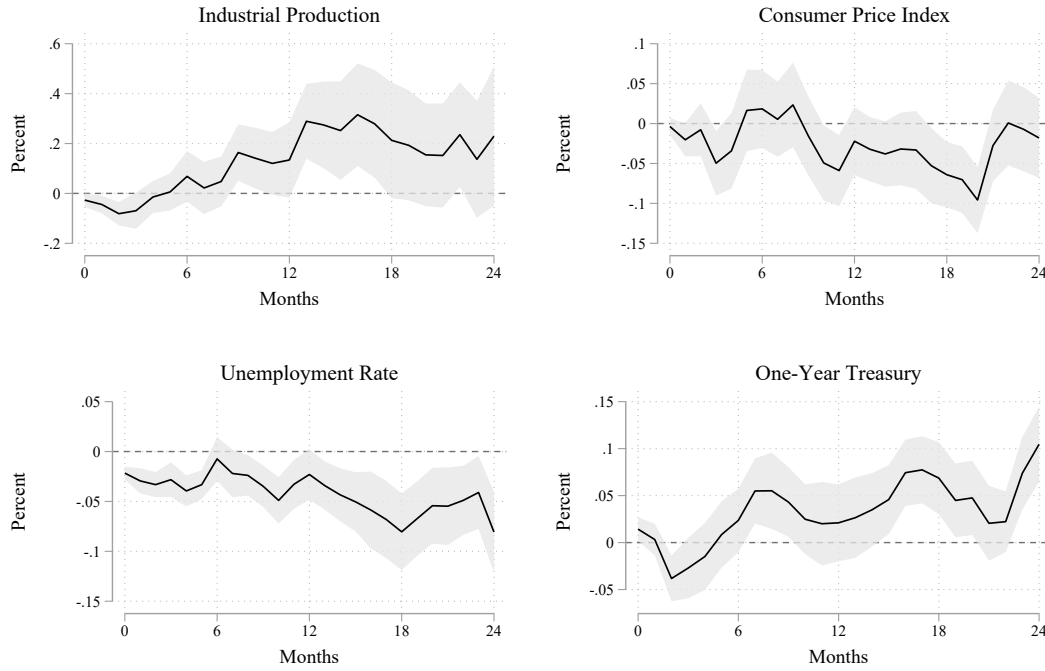 Industrial Production
.6
.4
.2
0
-.2
Percent
0 6 12 18 24
Months
Consumer Price Index
.1
.05
0
-.05
-.1
-.15
Percent
0 6 12 18 24
Months
Unemployment Rate
.05
0
-.05
-.1
-.15
Percent
0 6 12 18 24
Months
One-Year Treasury
.15
.1
.05
0
-.05
Percent
0 6 12 18 24
Months